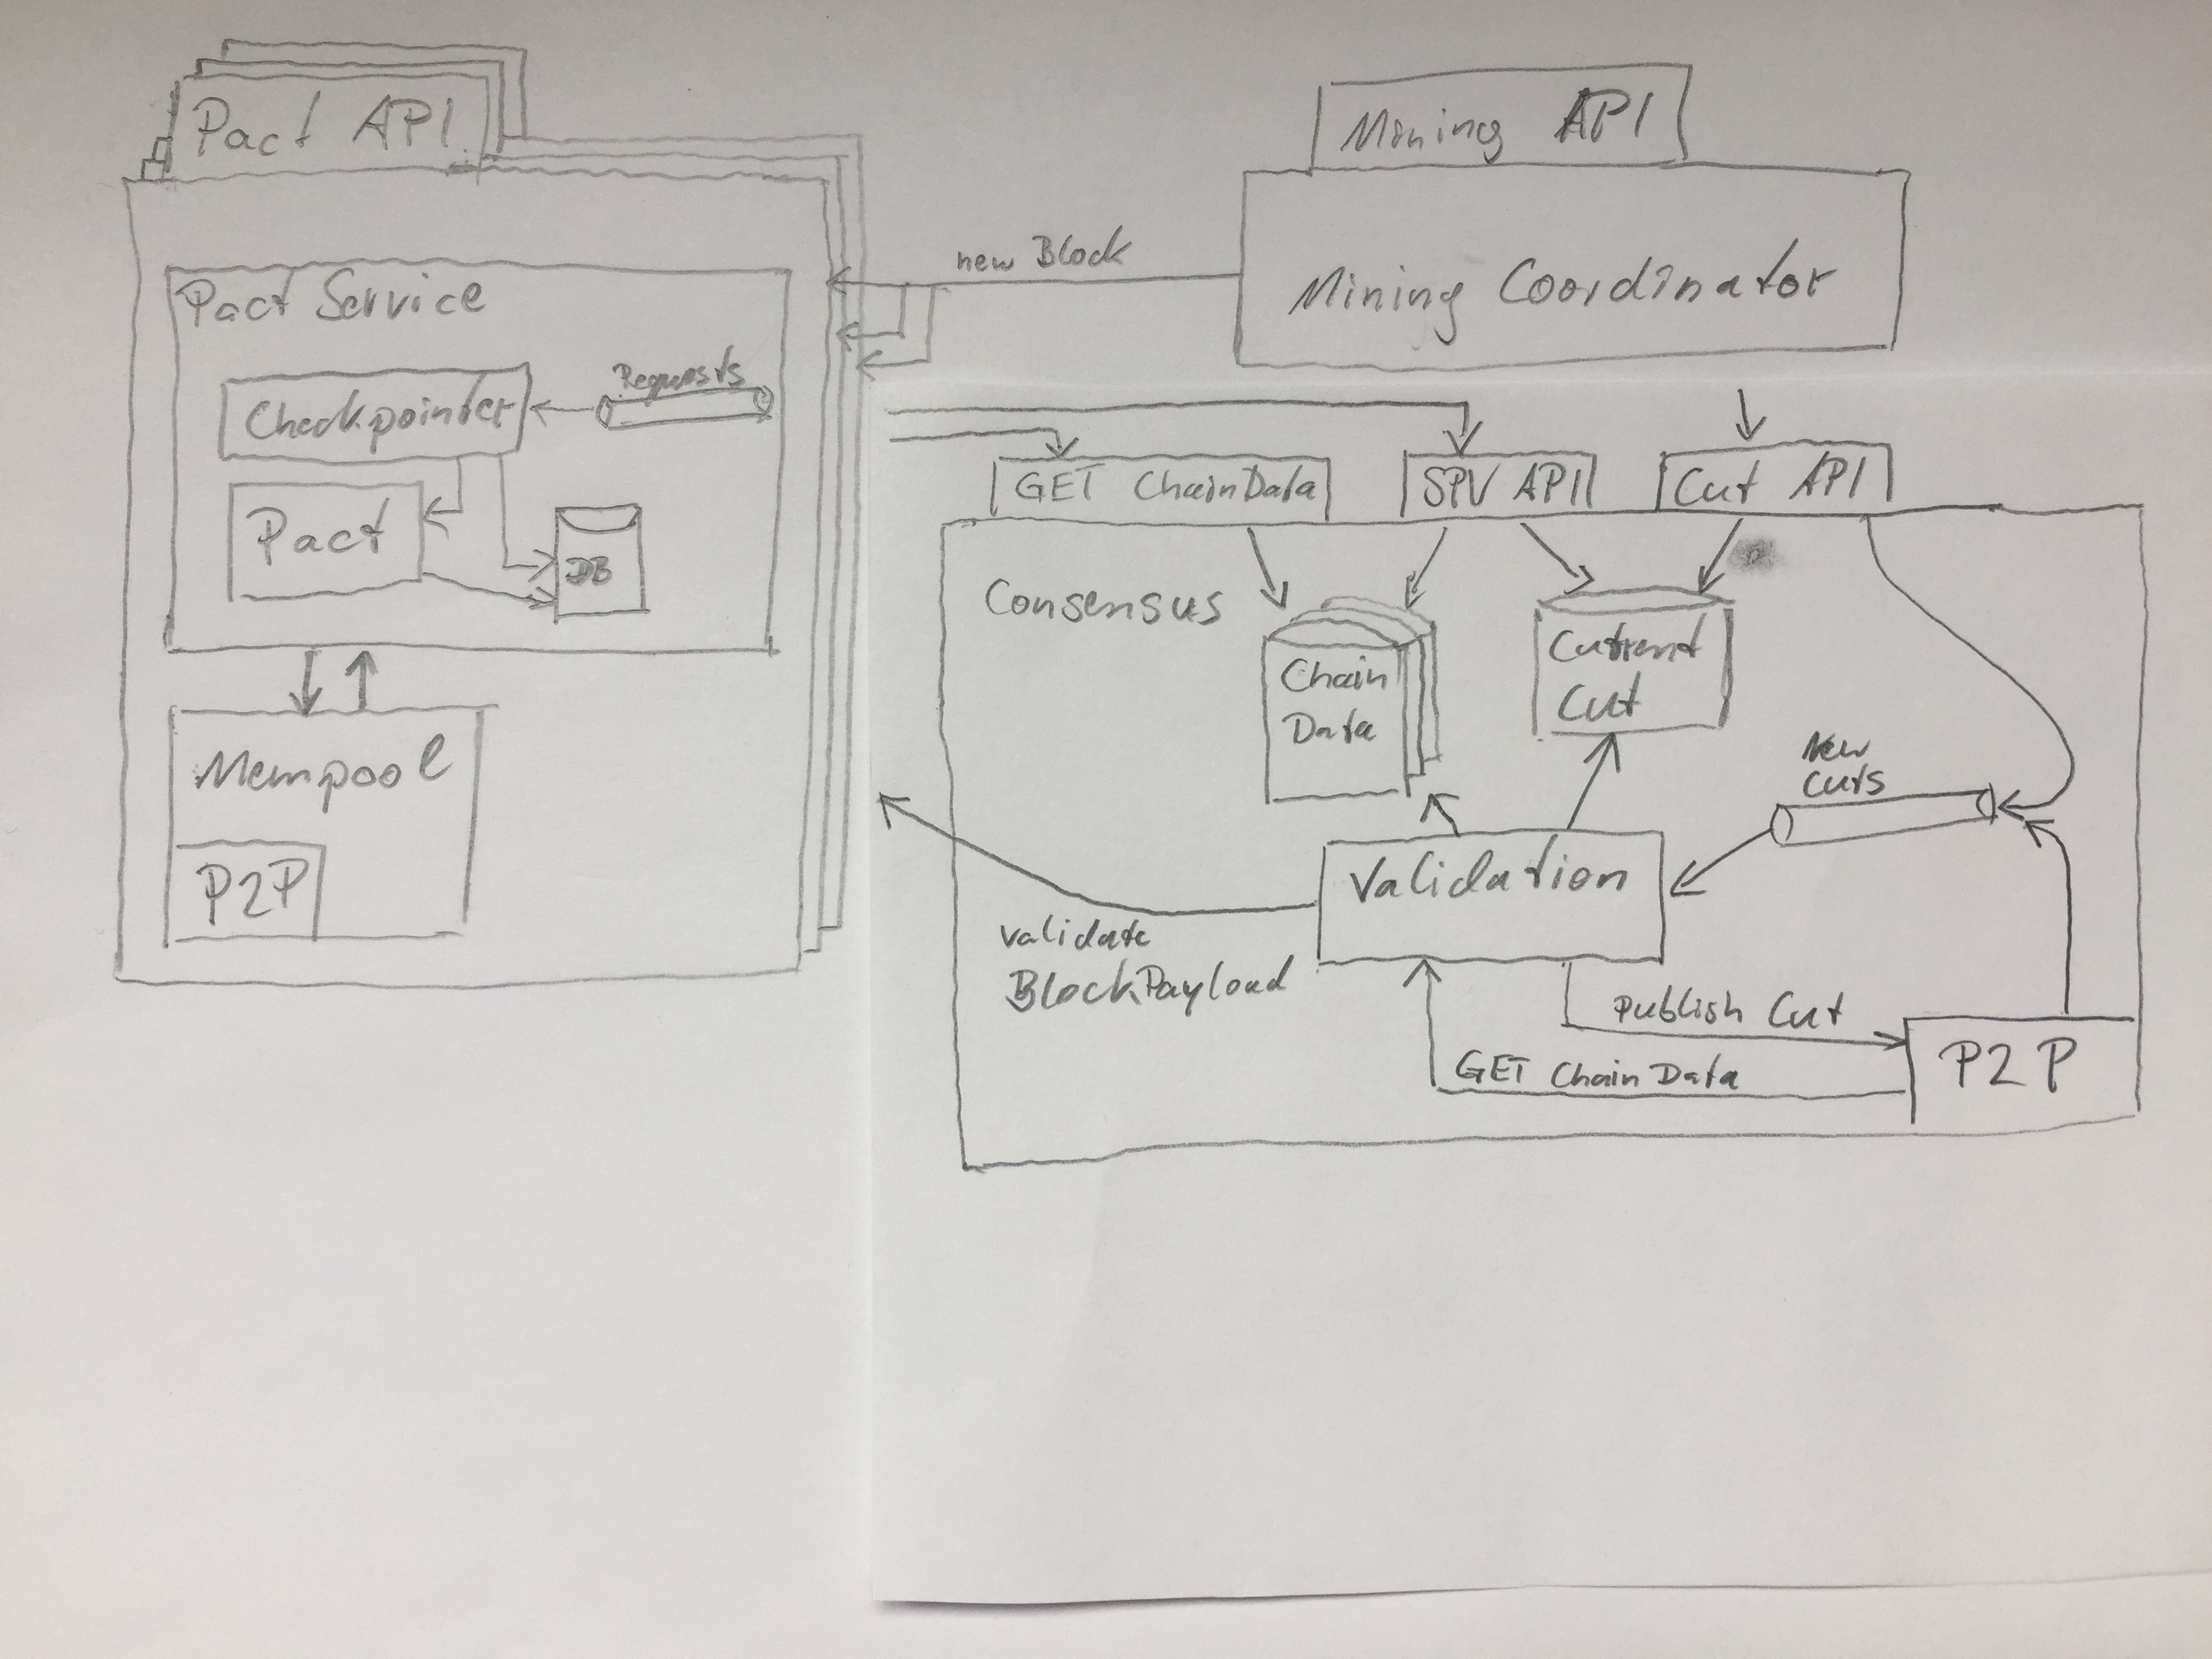 Pact API
Pact Service
Checkpointer
Requests
Pact
DB
Mempool
P2P
new Block
Mining API
Mining Coordinator
GET ChainData
SPV API
Cut API
Consensus
Chain
Data
Current
Cut
New
Cuts
Validation
validate
BlockPayload
Publish Cut
GET Chain Data
P2P